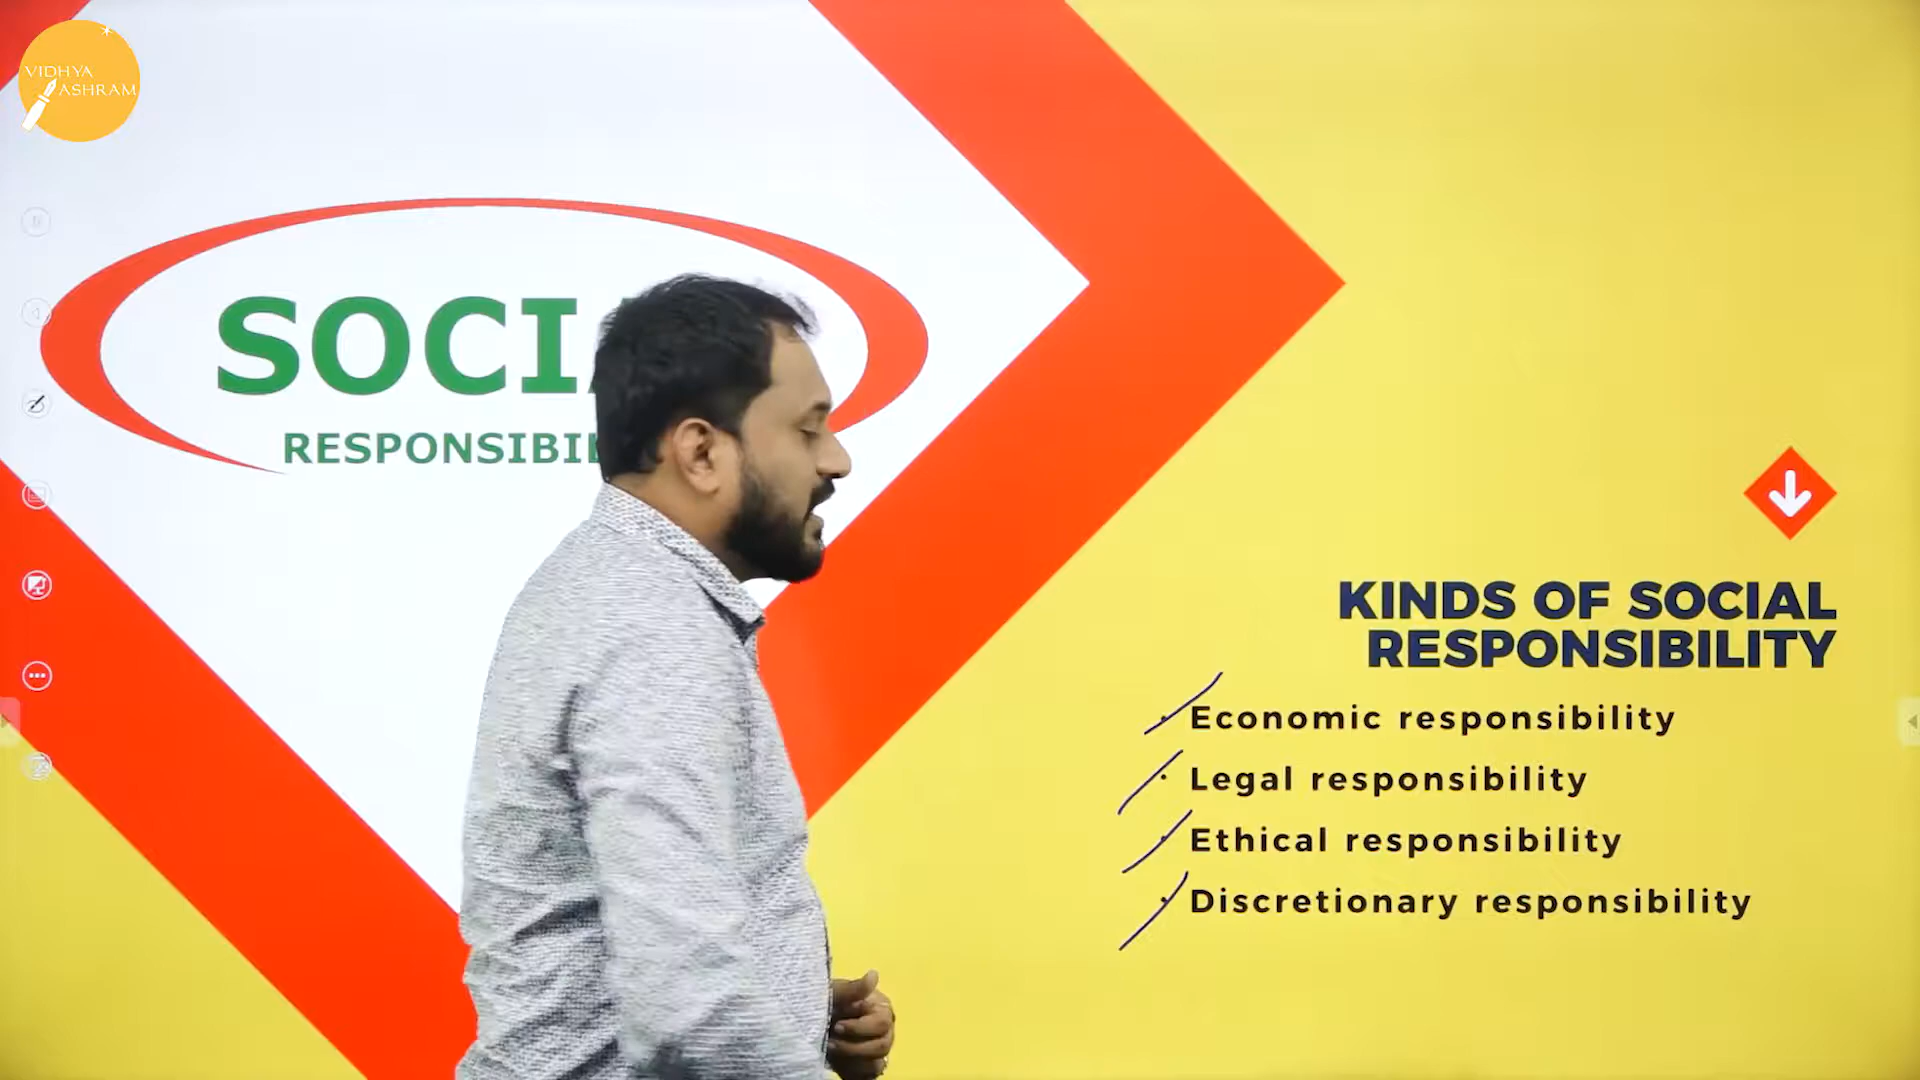 VIDHYA
ASHRAM
SOCI
RESPONSIBI
KINDS OF SOCIAL
RESPONSIBILITY
· Economic responsibility
· Legal responsibility
· Ethical responsibility
· Discretionary responsibility